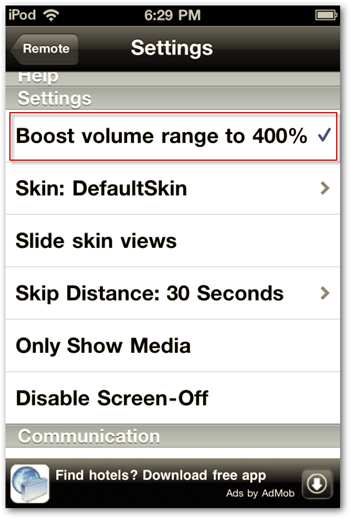 iPod 6:29 PM
Remote Settings
Help
Settings
Boost volume range to 400%
Skin: DefaultSkin
Slide skin views
Skip Distance: 30 Seconds
Only Show Media
Disable Screen-Off
Communication
Find hotels? Download free app
Ads by AdMob